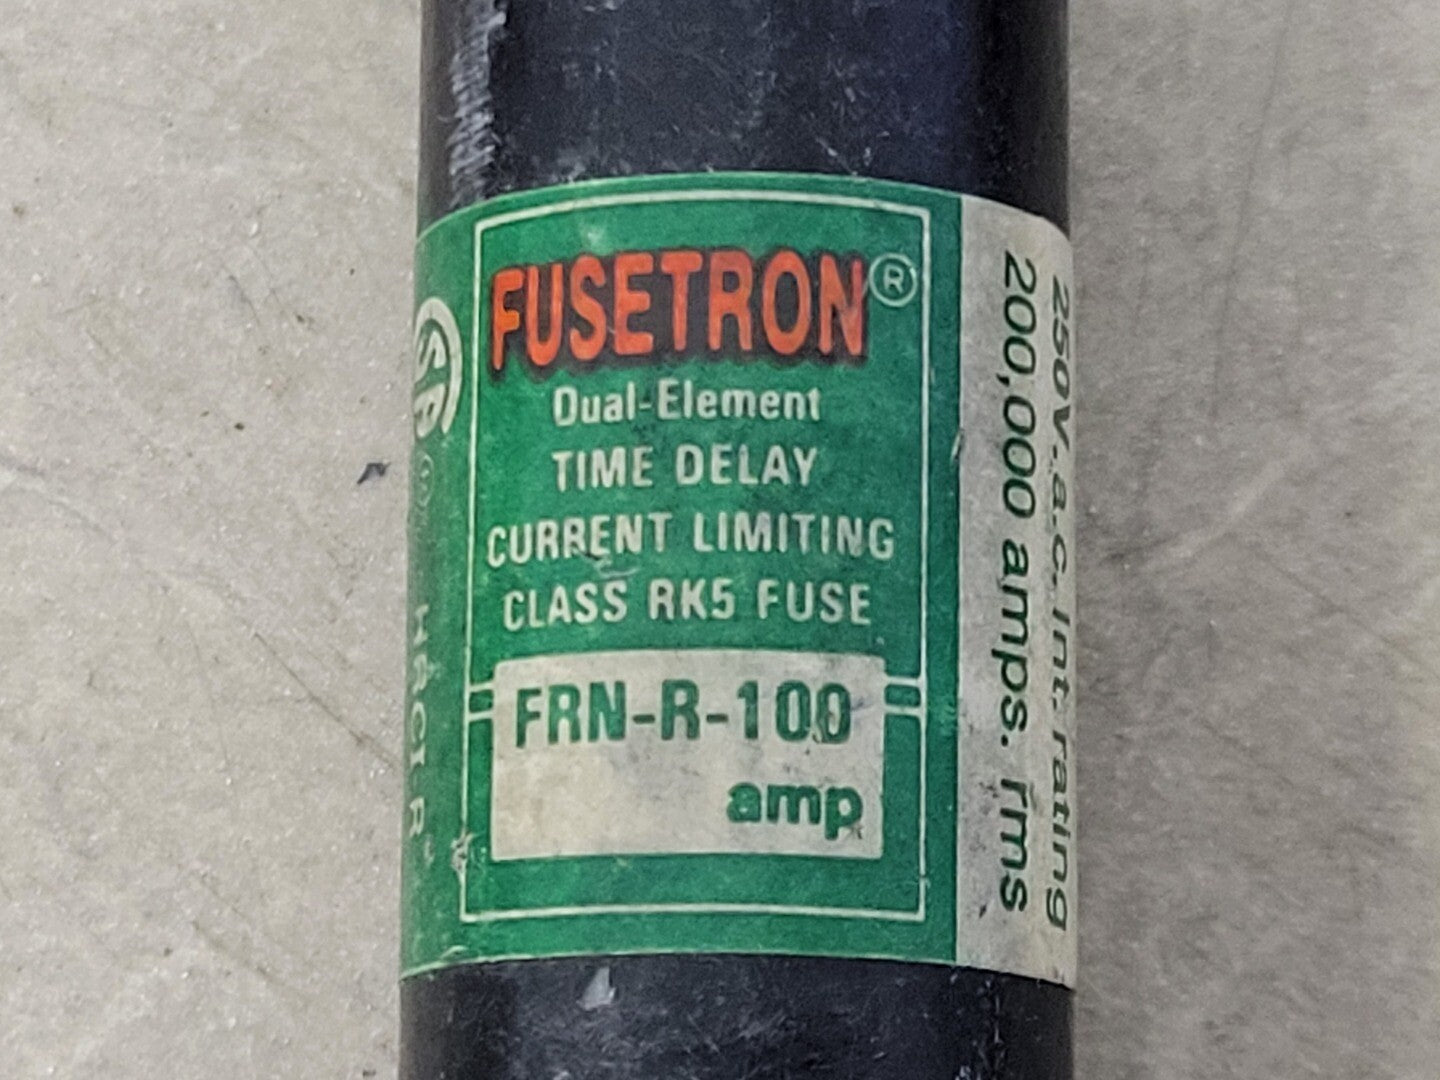 FUSETRON®
Dual-Element
TIME DELAY
CURRENT LIMITING
CLASS RK5 FUSE
FRN-R-100
amp
250V.a.c. Int. rating
200,000 amps. rms
HRCI R